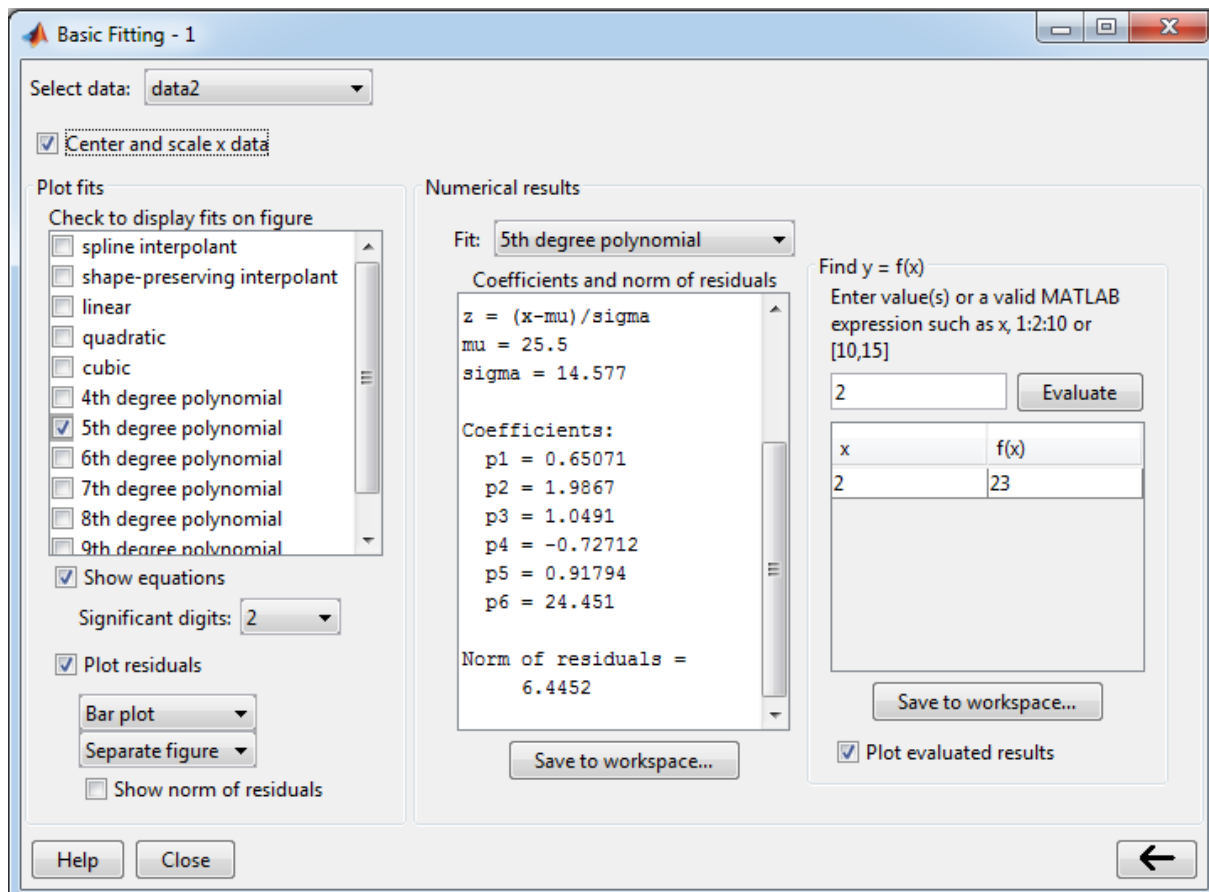 Basic Fitting - 1
Select data: data2
Center and scale x data
Plot fits
Check to display fits on figure
spline interpolant
shape-preserving interpolant
linear
quadratic
cubic
4th degree polynomial
5th degree polynomial
6th degree polynomial
7th degree polynomial
8th degree polynomial
9th degree polynomial
Show equations
Significant digits: 2
Plot residuals
Bar plot
Separate figure
Show norm of residuals
Numerical results
Fit: 5th degree polynomial
Coefficients and norm of residuals
z = (x-mu)/sigma
mu = 25.5
sigma = 14.577
Coefficients:
p1 = 0.65071
p2 = 1.9867
p3 = 1.0491
p4 = -0.72712
p5 = 0.91794
p6 = 24.451
Norm of residuals =
6.4452
Save to workspace...
Find y = f(x)
Enter value(s) or a valid MATLAB
expression such as x, 1:2:10 or
[10,15]
2 Evaluate
x f(x)
2 23
Save to workspace...
Plot evaluated results
Help Close